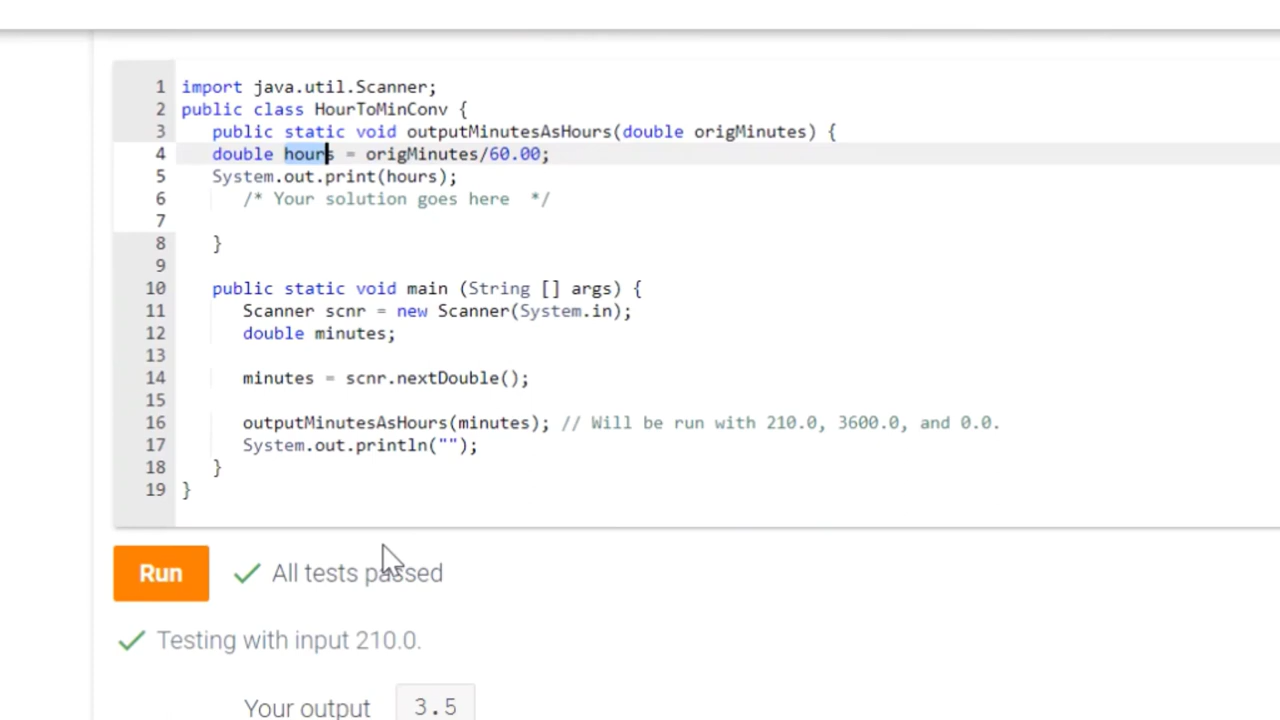 1 import java.util.Scanner;
2 public class HourToMinConv {
3 public static void outputMinutesAsHours(double origMinutes) {
4 double hours = origMinutes/60.00;
5 System.out.print(hours);
6 /* Your solution goes here */
7
8 }
9
10 public static void main (String [] args) {
11 Scanner scnr = new Scanner(System.in);
12 double minutes;
13
14 minutes = scnr.nextDouble();
15
16 outputMinutesAsHours(minutes); // Will be run with 210.0, 3600.0, and 0.0.
17 System.out.println("");
18 }
19 }
Run All tests passed
Testing with input 210.0.
Your output 3.5